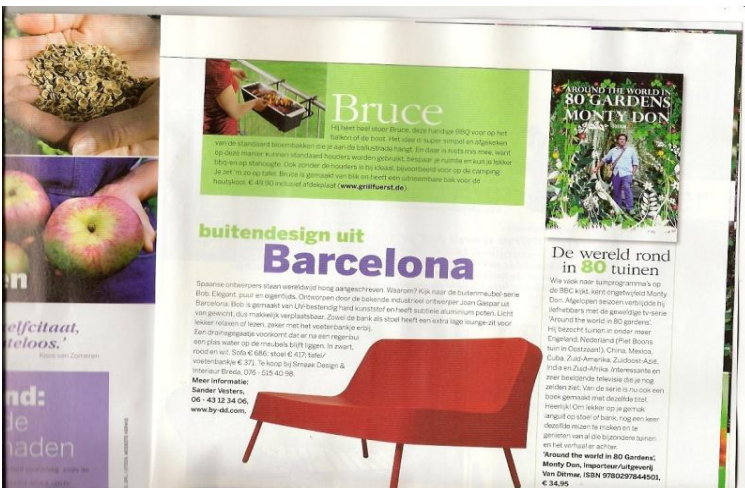 Bruce
Hij heet heel stoer Bruce, deze handige BBQ voor op het
balkon of de boot. Het idee is super simpel en afgekeken
van de standaard bloembakken die je aan de balustrade hangt. En daar is niets mis mee, want
op deze manier kunnen standaard houders worden gebruikt, bespaar je ruimte en kun je lekker
bbq-en op stahoogte. Ook zonder de houders is hij ideaal, bijvoorbeeld voor op de camping.
Je zet 'm zo op tafel. Bruce is gemaakt van blik en heeft een uitneembare bak voor de
houtskool. € 49,90 inclusief afdekplaat (www.grillfuerst.de)
AROUND THE WORLD IN
80 GARDENS
MONTY DON
buitendesign uit
Barcelona
Spaanse ontwerpers staan wereldwijd hoog aangeschreven. Waarom? Kijk naar de buitenmeubel-serie
Bob. Elegant, puur en eigentijds. Ontworpen door de bekende industrieel ontwerper Joan Gaspar uit
Barcelona. Bob is gemaakt van UV-bestendig hard kunststof en heeft subtiele aluminium poten. Licht
van gewicht, dus makkelijk verplaatsbaar. Zowel de bank als stoel heeft een extra lage lounge-zit voor
lekker relaxen of lezen, zeker met het voetenbankje erbij.
Een drainagegaatje voorkomt dat er na een regenbui
een plas water op de meubels blijft liggen. In zwart,
rood en wit. Sofa € 686; stoel € 417; tafel/
voetenbankje € 371. Te koop bij Smaak Design &
Interieur Breda, 076 - 515 40 98.
Meer informatie:
Sander Vesters,
06 - 43 12 34 06,
www.by-dd.com.
De wereld rond
in 80 tuinen
Wie vaak naar tuinprogramma's op
de BBC kijkt, kent ongetwijfeld Monty
Don. Afgelopen seizoen verblijdde hij
liefhebbers met de geweldige tv-serie
'Around the world in 80 gardens'.
Hij bezocht tuinen in onder meer
Engeland, Nederland (Piet Boons
tuin in Oostzaan!), China, Mexico,
Cuba, Zuid-Amerika, Zuidoost-Azië,
India en Zuid-Afrika. Interessante en
zeer beeldende televisie die je nog
zelden ziet. Van de serie is nu ook een
boek gemaakt met dezelfde titel.
Heerlijk! Om lekker op je gemak
languit op stoel of bank, nog een keer
dezelfde reizen te maken en te
genieten van al die bijzondere tuinen
en het verhaal er achter.
'Around the world in 80 Gardens',
Monty Don, Importeur/uitgeverij
Van Ditmar, ISBN 9780297844501,
€ 34,95
en
elfcitaat,
teloos.'
Koos van Zomeren
nd:
de
naden